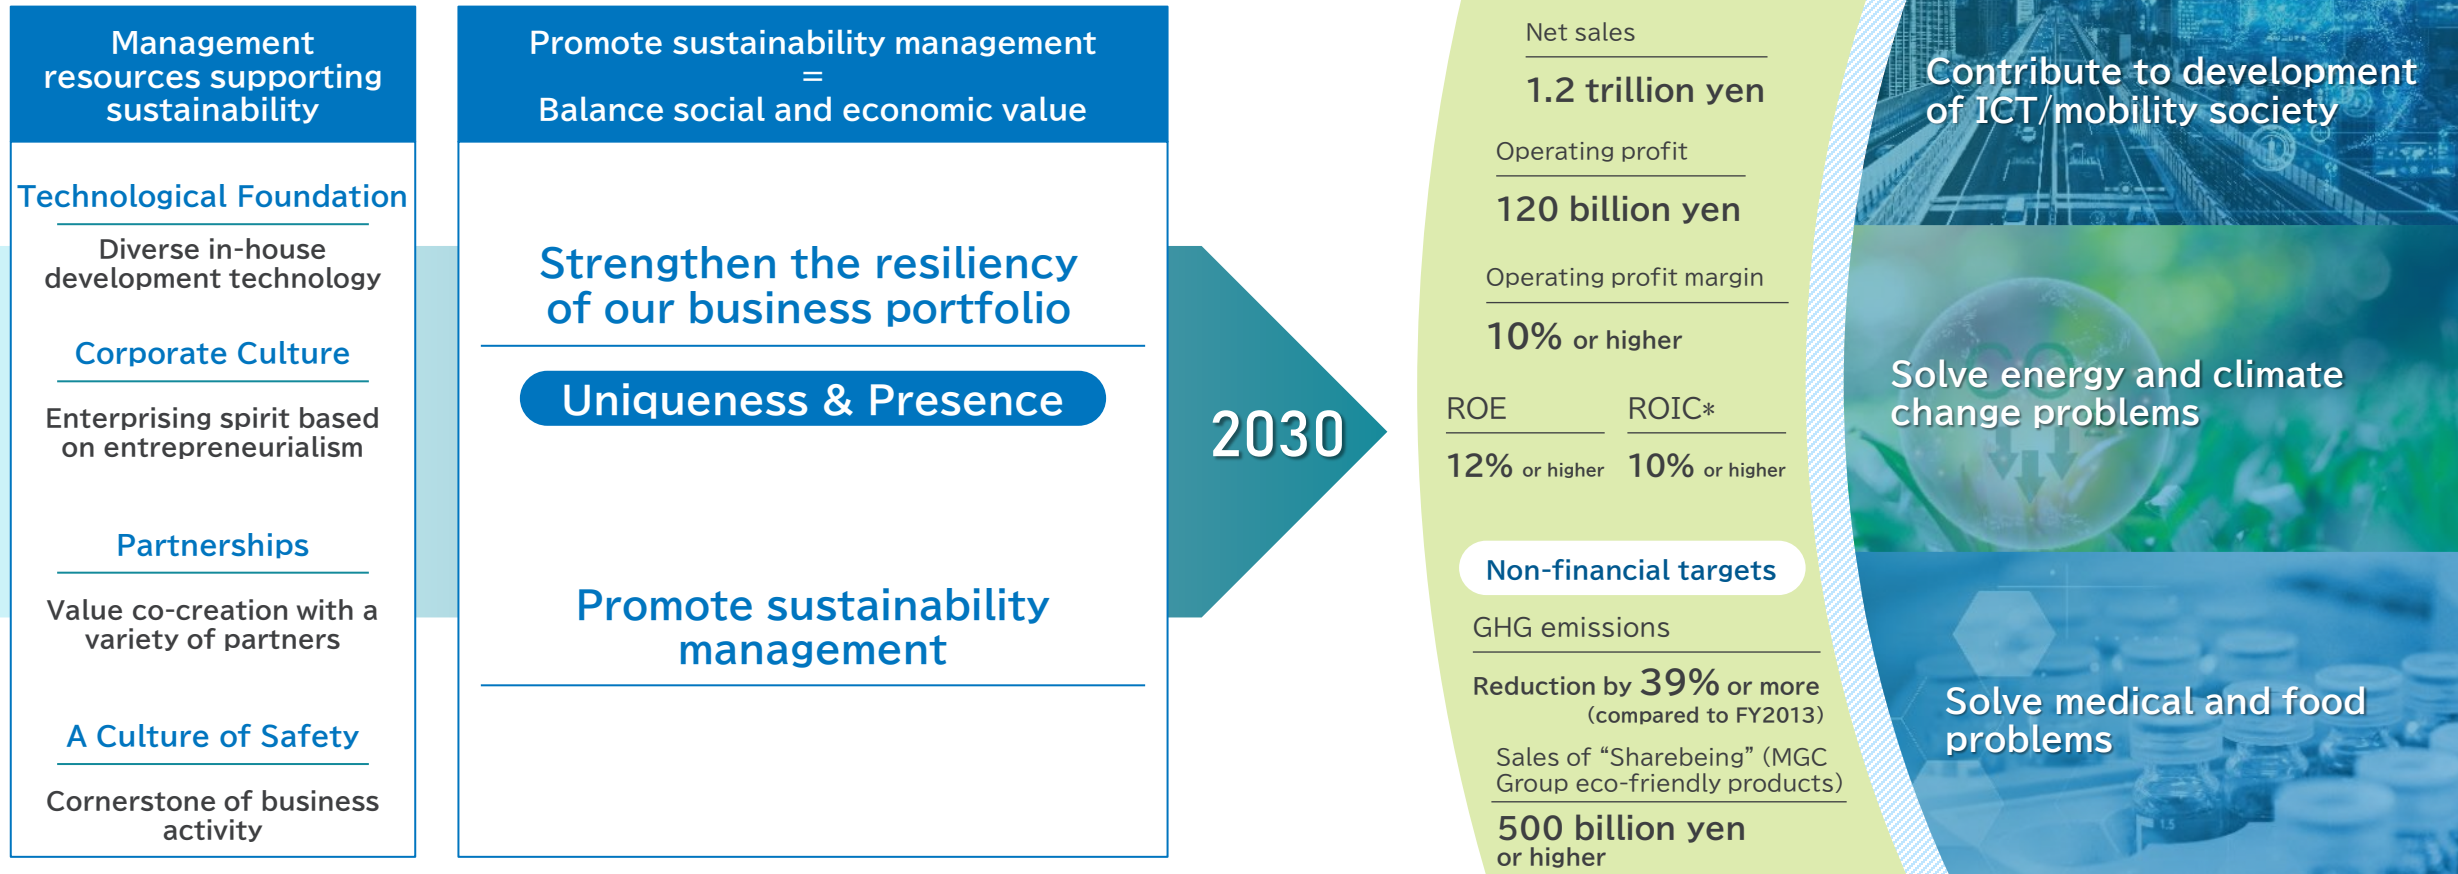 Management
resources supporting
sustainability
Technological Foundation
Diverse in-house
development technology
Corporate Culture
Enterprising spirit based
on entrepreneurialism
Partnerships
Value co-creation with a
variety of partners
A Culture of Safety
Cornerstone of business
activity
Promote sustainability management
=
Balance social and economic value
Strengthen the resiliency
of our business portfolio
Uniqueness & Presence
Promote sustainability
management
2030
Net sales
1.2 trillion yen
Operating profit
120 billion yen
Operating profit margin
10% or higher
ROE
12% or higher
ROIC*
10% or higher
Non-financial targets
GHG emissions
Reduction by 39% or more
(compared to FY2013)
Sales of “Sharebeing” (MGC
Group eco-friendly products)
500 billion yen
or higher
Contribute to development
of ICT/mobility society
CO2
Solve energy and climate
change problems
Solve medical and food
problems
1.5